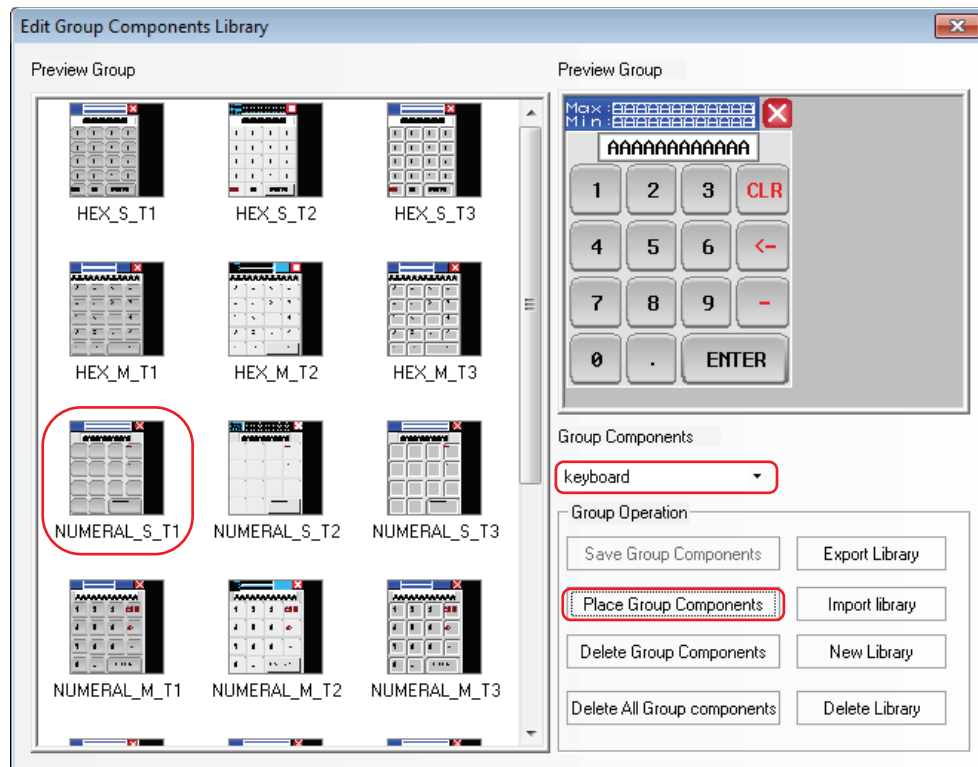 Edit Group Components Library
Preview Group
HEX_S_T1
HEX_S_T2
HEX_S_T3
HEX_M_T1
HEX_M_T2
HEX_M_T3
NUMERAL_S_T1
NUMERAL_S_T2
NUMERAL_S_T3
NUMERAL_M_T1
NUMERAL_M_T2
NUMERAL_M_T3
Preview Group
Max:AAAAAAAAAAAA
Min:AAAAAAAAAAAA
AAAAAAAAAAAA
1 2 3 CLR
4 5 6 <-
7 8 9 -
0 . ENTER
Group Components
keyboard
Group Operation
Save Group Components Export Library
Place Group Components Import library
Delete Group Components New Library
Delete All Group components Delete Library